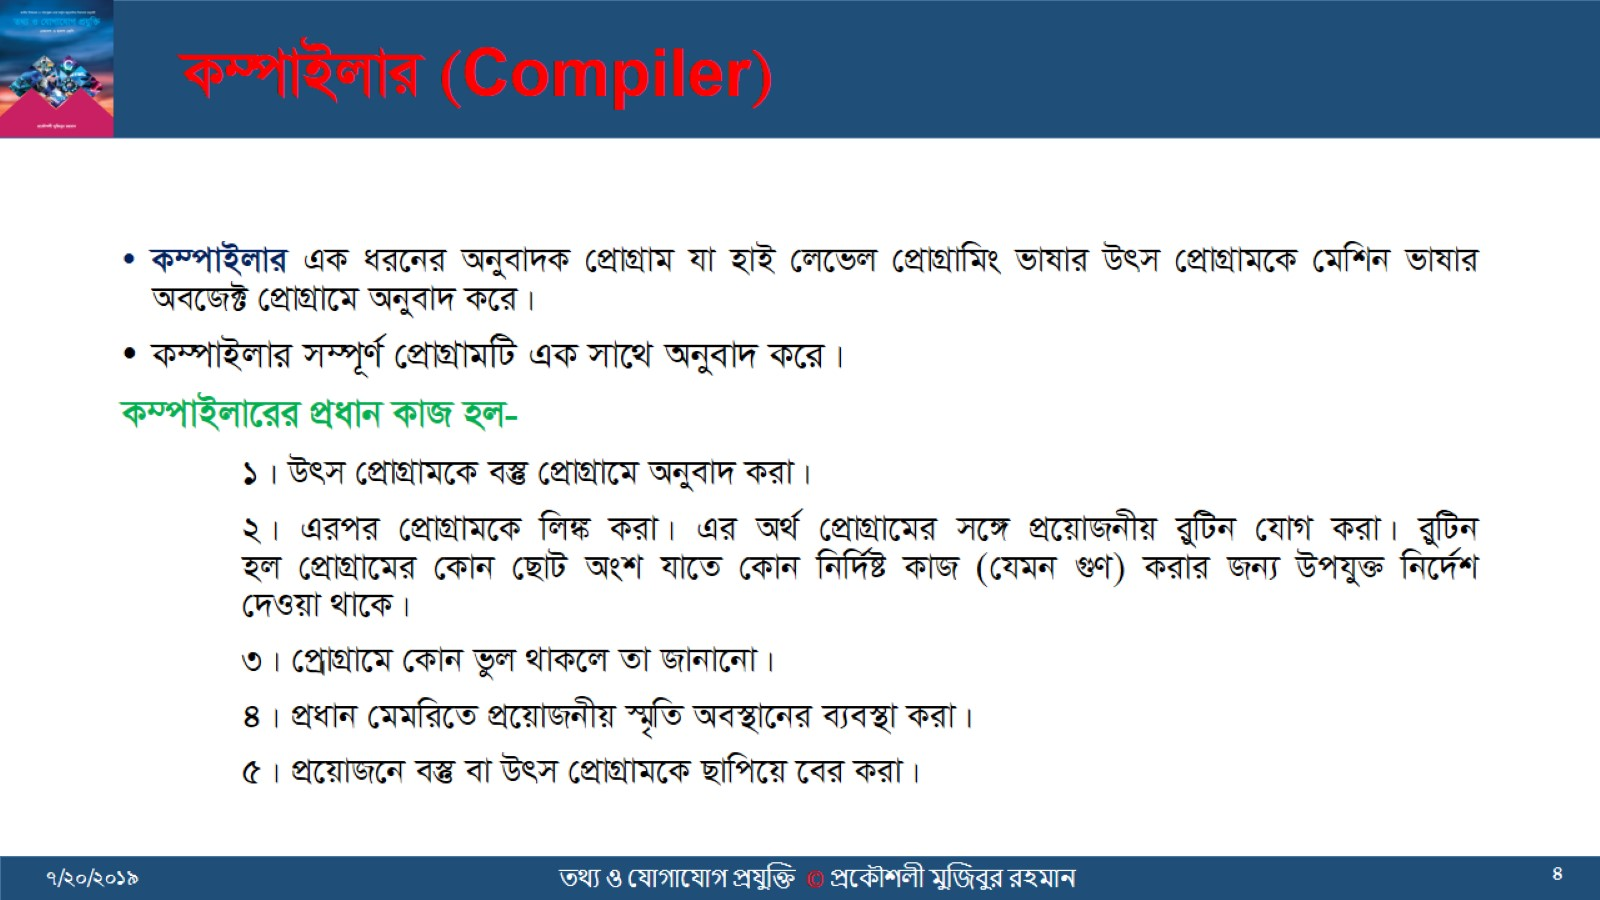 তথ্য ও যোগাযোগ প্রযুক্তি
কম্পাইলার (Compiler)
• কম্পাইলার এক ধরনের অনুবাদক প্রোগ্রাম যা হাই লেভেল প্রোগ্রামিং ভাষার উৎস প্রোগ্রামকে মেশিন ভাষার
অবজেক্ট প্রোগ্রামে অনুবাদ করে।
• কম্পাইলার সম্পূর্ণ প্রোগ্রামটি এক সাথে অনুবাদ করে।
কম্পাইলারের প্রধান কাজ হল-
১। উৎস প্রোগ্রামকে বস্তু প্রোগ্রামে অনুবাদ করা।
২। এরপর প্রোগ্রামকে লিঙ্ক করা। এর অর্থ প্রোগ্রামের সঙ্গে প্রয়োজনীয় রুটিন যোগ করা। রুটিন
হল প্রোগ্রামের কোন ছোট অংশ যাতে কোন নির্দিষ্ট কাজ (যেমন গুণ) করার জন্য উপযুক্ত নির্দেশ
দেওয়া থাকে।
৩। প্রোগ্রামে কোন ভুল থাকলে তা জানানো।
৪। প্রধান মেমরিতে প্রয়োজনীয় স্মৃতি অবস্থানের ব্যবস্থা করা।
৫। প্রয়োজনে বস্তু বা উৎস প্রোগ্রামকে ছাপিয়ে বের করা।
৭/২০/২০১৯
তথ্য ও যোগাযোগ প্রযুক্তি © প্রকৌশলী মুজিবুর রহমান
৪